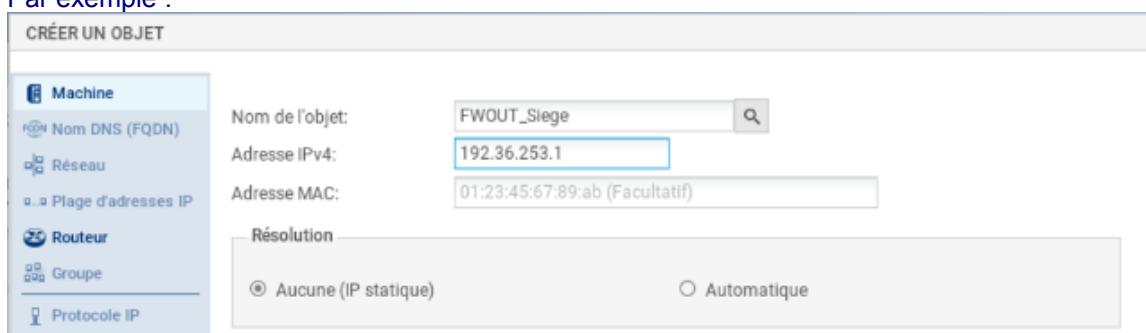 Par exemple :
CRÉER UN OBJET
Machine
FQDN Nom DNS (FQDN)
Réseau
Plage d'adresses IP
Routeur
Groupe
Protocole IP
Nom de l'objet: FWOUT_Siege
Adresse IPv4: 192.36.253.1
Adresse MAC: 01:23:45:67:89:ab (Facultatif)
Résolution
Aucune (IP statique) Automatique